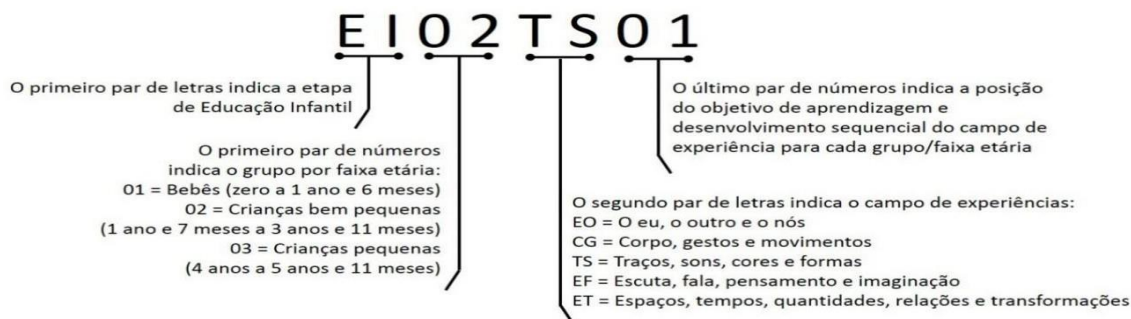 EI02TS01
O primeiro par de letras indica a etapa
de Educação Infantil
O primeiro par de números
indica o grupo por faixa etária:
01 = Bebês (zero a 1 ano e 6 meses)
02 = Crianças bem pequenas
(1 ano e 7 meses a 3 anos e 11 meses)
03 = Crianças pequenas
(4 anos a 5 anos e 11 meses)
O último par de números indica a posição
do objetivo de aprendizagem e
desenvolvimento sequencial do campo de
experiência para cada grupo/faixa etária
O segundo par de letras indica o campo de experiências:
EO = O eu, o outro e o nós
CG = Corpo, gestos e movimentos
TS = Traços, sons, cores e formas
EF = Escuta, fala, pensamento e imaginação
ET = Espaços, tempos, quantidades, relações e transformações